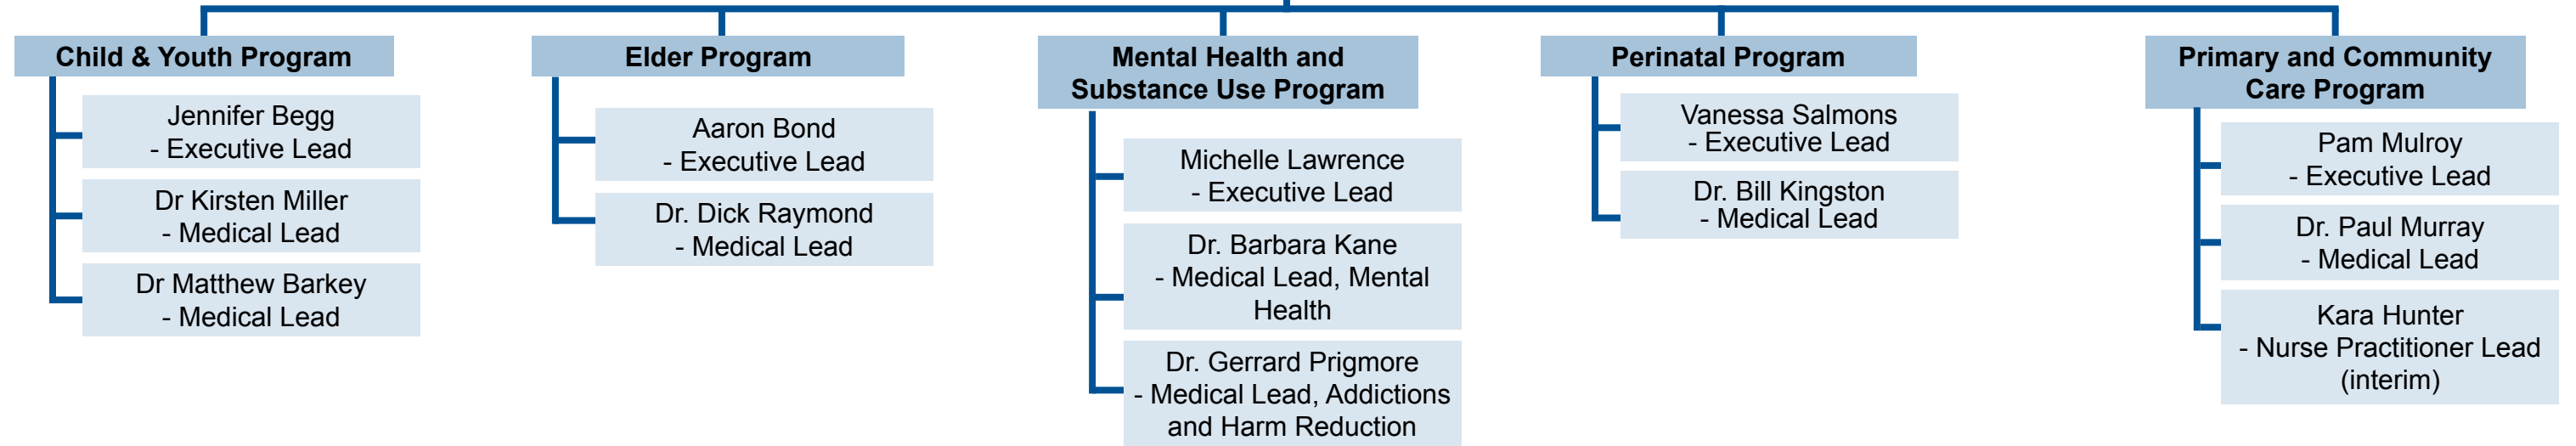 Child & Youth Program
Jennifer Begg
- Executive Lead
Dr Kirsten Miller
- Medical Lead
Dr Matthew Barkey
- Medical Lead
Elder Program
Aaron Bond
- Executive Lead
Dr. Dick Raymond
- Medical Lead
Mental Health and
Substance Use Program
Michelle Lawrence
- Executive Lead
Dr. Barbara Kane
- Medical Lead, Mental
Health
Dr. Gerrard Prigmore
- Medical Lead, Addictions
and Harm Reduction
Perinatal Program
Vanessa Salmons
- Executive Lead
Dr. Bill Kingston
- Medical Lead
Primary and Community
Care Program
Pam Mulroy
- Executive Lead
Dr. Paul Murray
- Medical Lead
Kara Hunter
- Nurse Practitioner Lead
(interim)